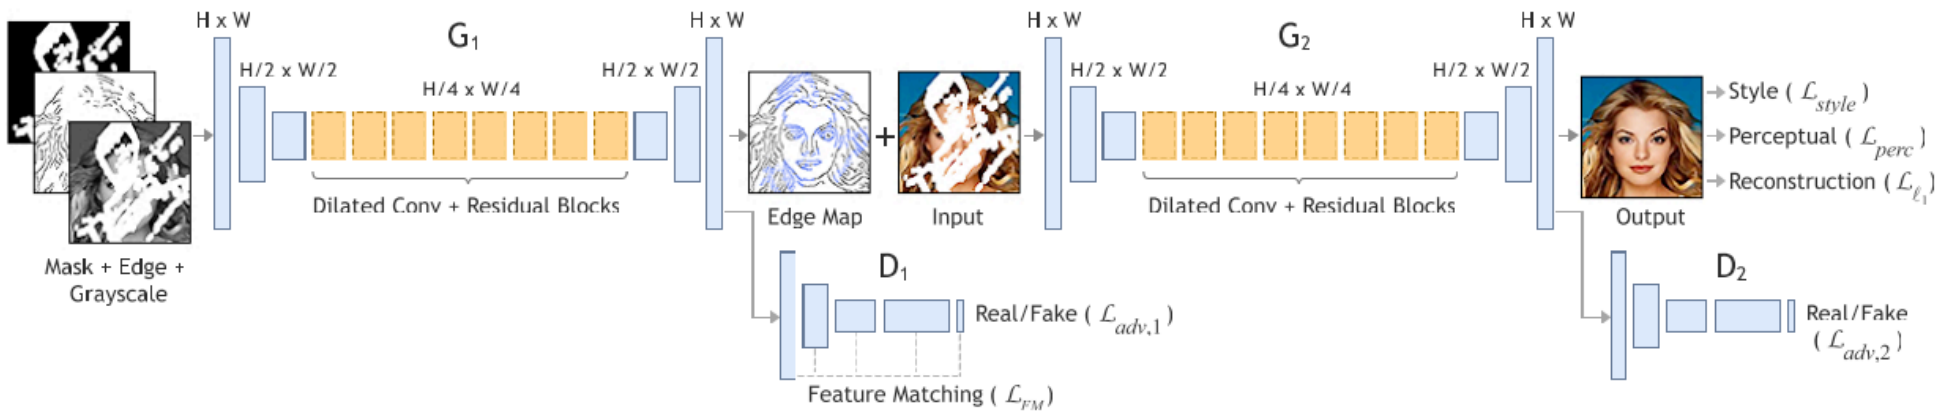 H x W
G1
H x W
H/2 x W/2
H/4 x W/4
H/2 x W/2
Dilated Conv + Residual Blocks
Mask + Edge +
Grayscale
Edge Map
+
Input
D1
Real/Fake ( ℒadv,1 )
Feature Matching ( ℒFM )
H x W
G2
H x W
H/2 x W/2
H/4 x W/4
H/2 x W/2
Dilated Conv + Residual Blocks
Output
Style ( ℒstyle )
Perceptual ( ℒperc )
Reconstruction ( ℒℓ1 )
D2
Real/Fake
( ℒadv,2 )